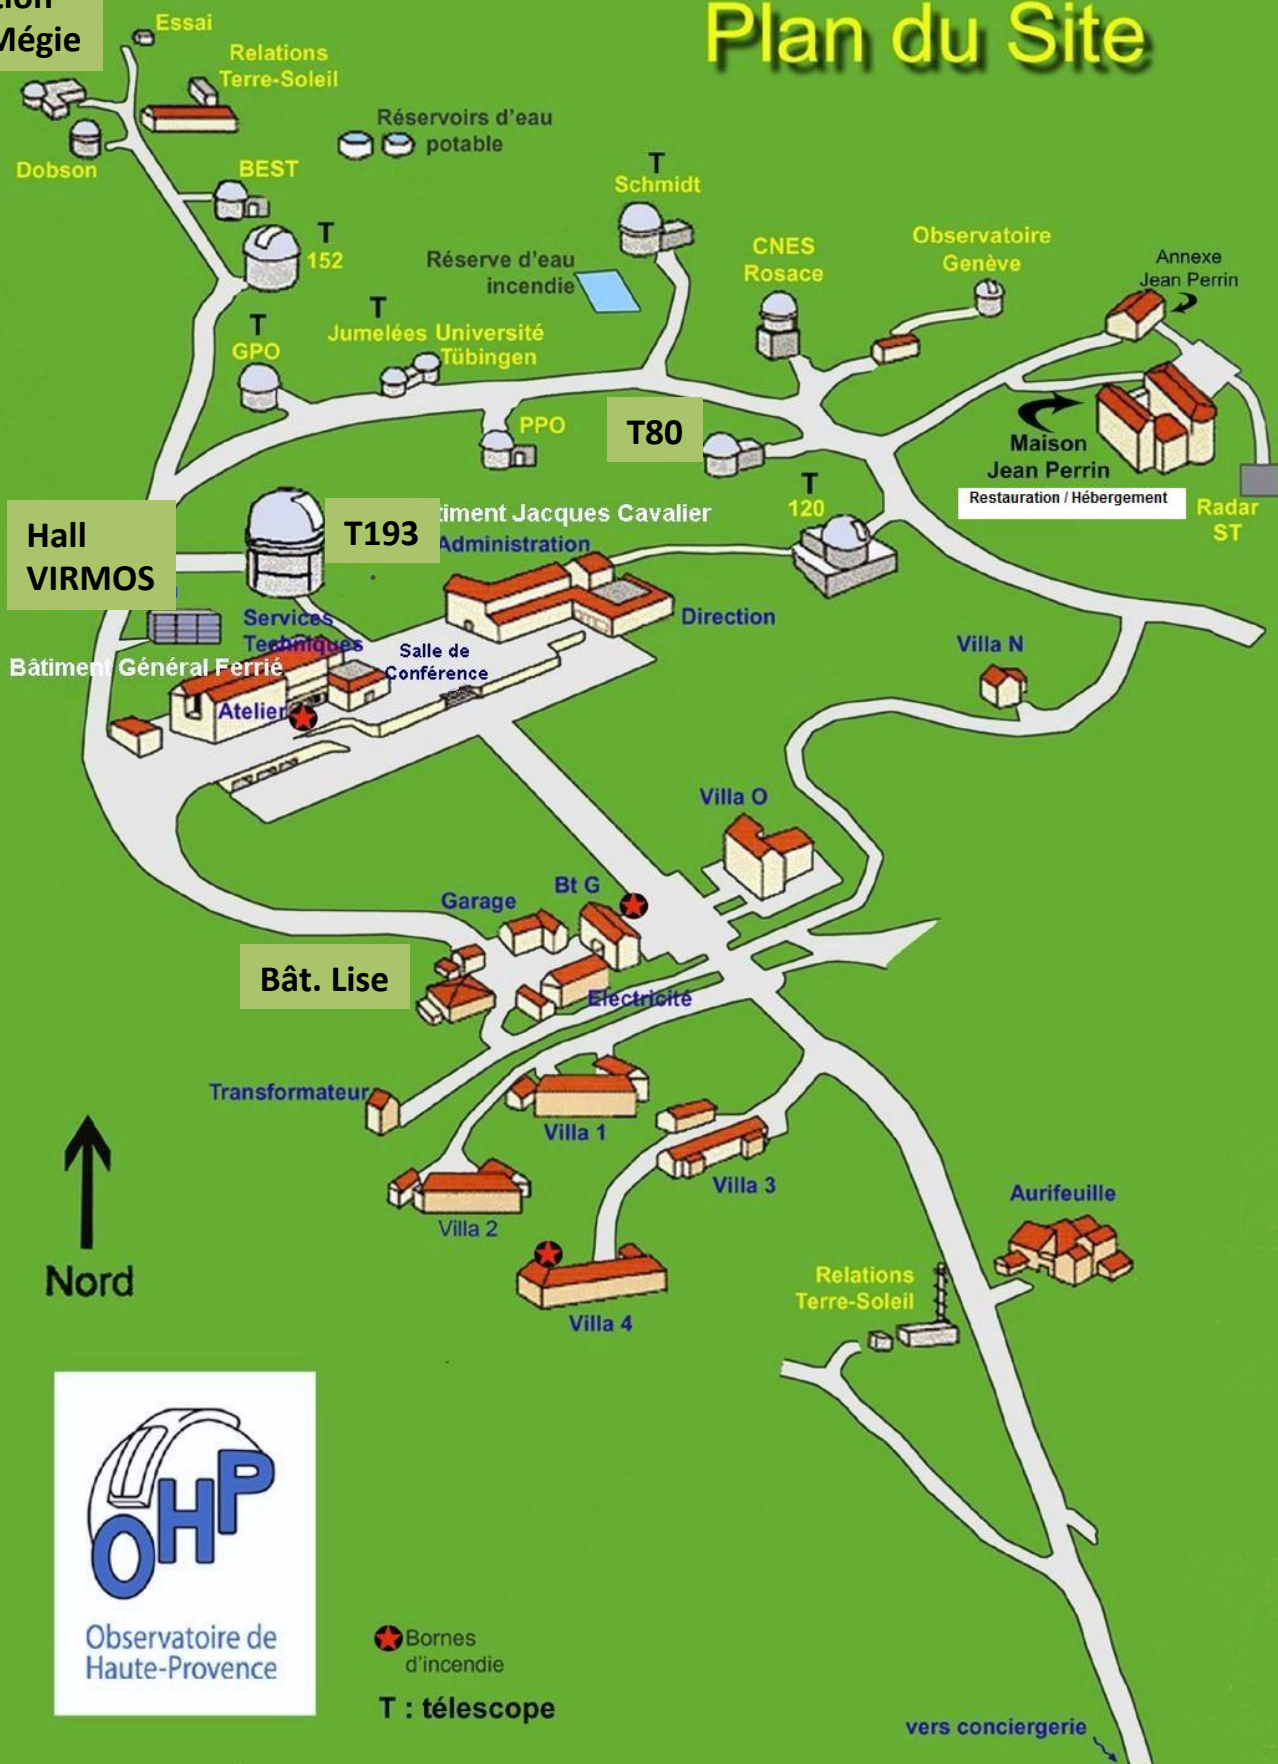 Plan du Site
Mégie
Essai
Relations
Terre-Soleil
Réservoirs d'eau
potable
Dobson
BEST
T
152
T
Schmidt
Réserve d'eau
incendie
CNES
Rosace
Observatoire
Genève
Annexe
Jean Perrin
T
GPO
T
Jumelées Université
Tübingen
PPO
T80
Maison
Jean Perrin
Restauration / Hébergement
Radar
ST
T
120
Hall
VIRMOS
T193
timent Jacques Cavalier
Administration
Direction
Services
Techniques
Salle de
Conférence
Bâtiment Général Ferrié
Atelier
Villa N
Villa O
Bt G
Garage
Bât. Lise
Electricité
Transformateur
Villa 1
Villa 3
Villa 2
Villa 4
Aurifeuille
Relations
Terre-Soleil
Nord
OHP
Observatoire de
Haute-Provence
Bornes
d'incendie
T : télescope
vers conciergerie